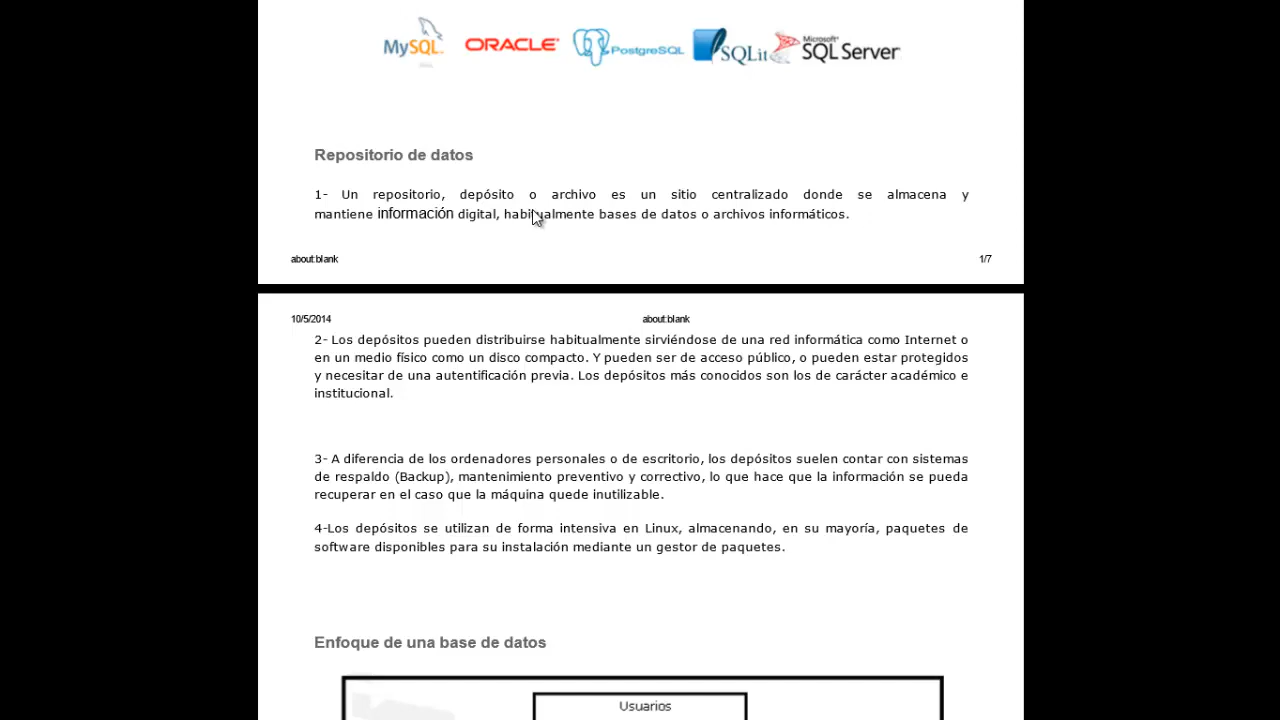 MySQL ORACLE PostgreSQL SQLit Microsoft SQL Server
Repositorio de datos
1- Un repositorio, depósito o archivo es un sitio centralizado donde se almacena y
mantiene información digital, habitualmente bases de datos o archivos informáticos.
about:blank 1/7
10/5/2014 about:blank
2- Los depósitos pueden distribuirse habitualmente sirviéndose de una red informática como Internet o
en un medio físico como un disco compacto. Y pueden ser de acceso público, o pueden estar protegidos
y necesitar de una autentificación previa. Los depósitos más conocidos son los de carácter académico e
institucional.
3- A diferencia de los ordenadores personales o de escritorio, los depósitos suelen contar con sistemas
de respaldo (Backup), mantenimiento preventivo y correctivo, lo que hace que la información se pueda
recuperar en el caso que la máquina quede inutilizable.
4-Los depósitos se utilizan de forma intensiva en Linux, almacenando, en su mayoría, paquetes de
software disponibles para su instalación mediante un gestor de paquetes.
Enfoque de una base de datos
Usuarios